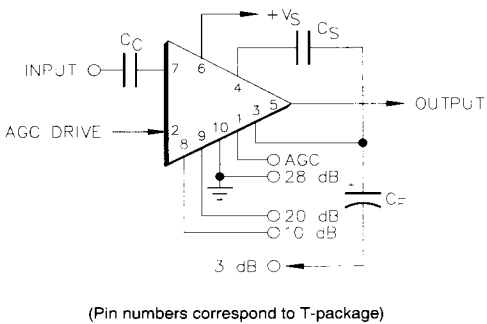 +VS
CC
CS
INPUT
7
6
4
5
OUTPUT
AGC DRIVE
2
8
9
10
1
3
AGC
28 dB
+
CF
20 dB
10 dB
3 dB
(Pin numbers correspond to T-package)